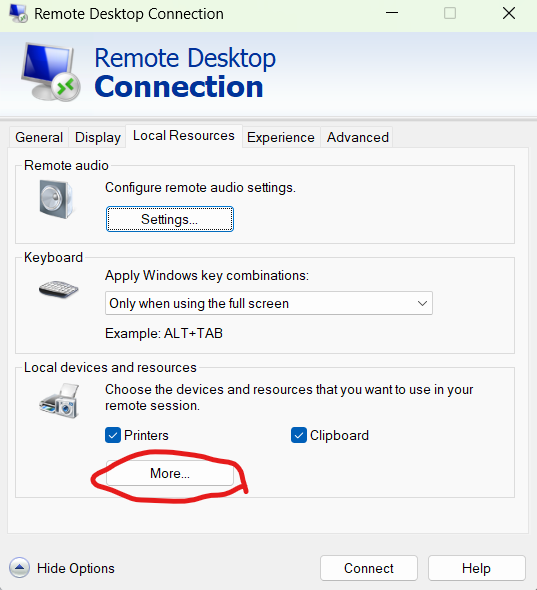 Remote Desktop Connection
Remote Desktop
Connection
General Display Local Resources Experience Advanced
Remote audio
Configure remote audio settings.
Settings...
Keyboard
Apply Windows key combinations:
Only when using the full screen
Example: ALT+TAB
Local devices and resources
Choose the devices and resources that you want to use in your
remote session.
Printers Clipboard
More...
Hide Options Connect Help